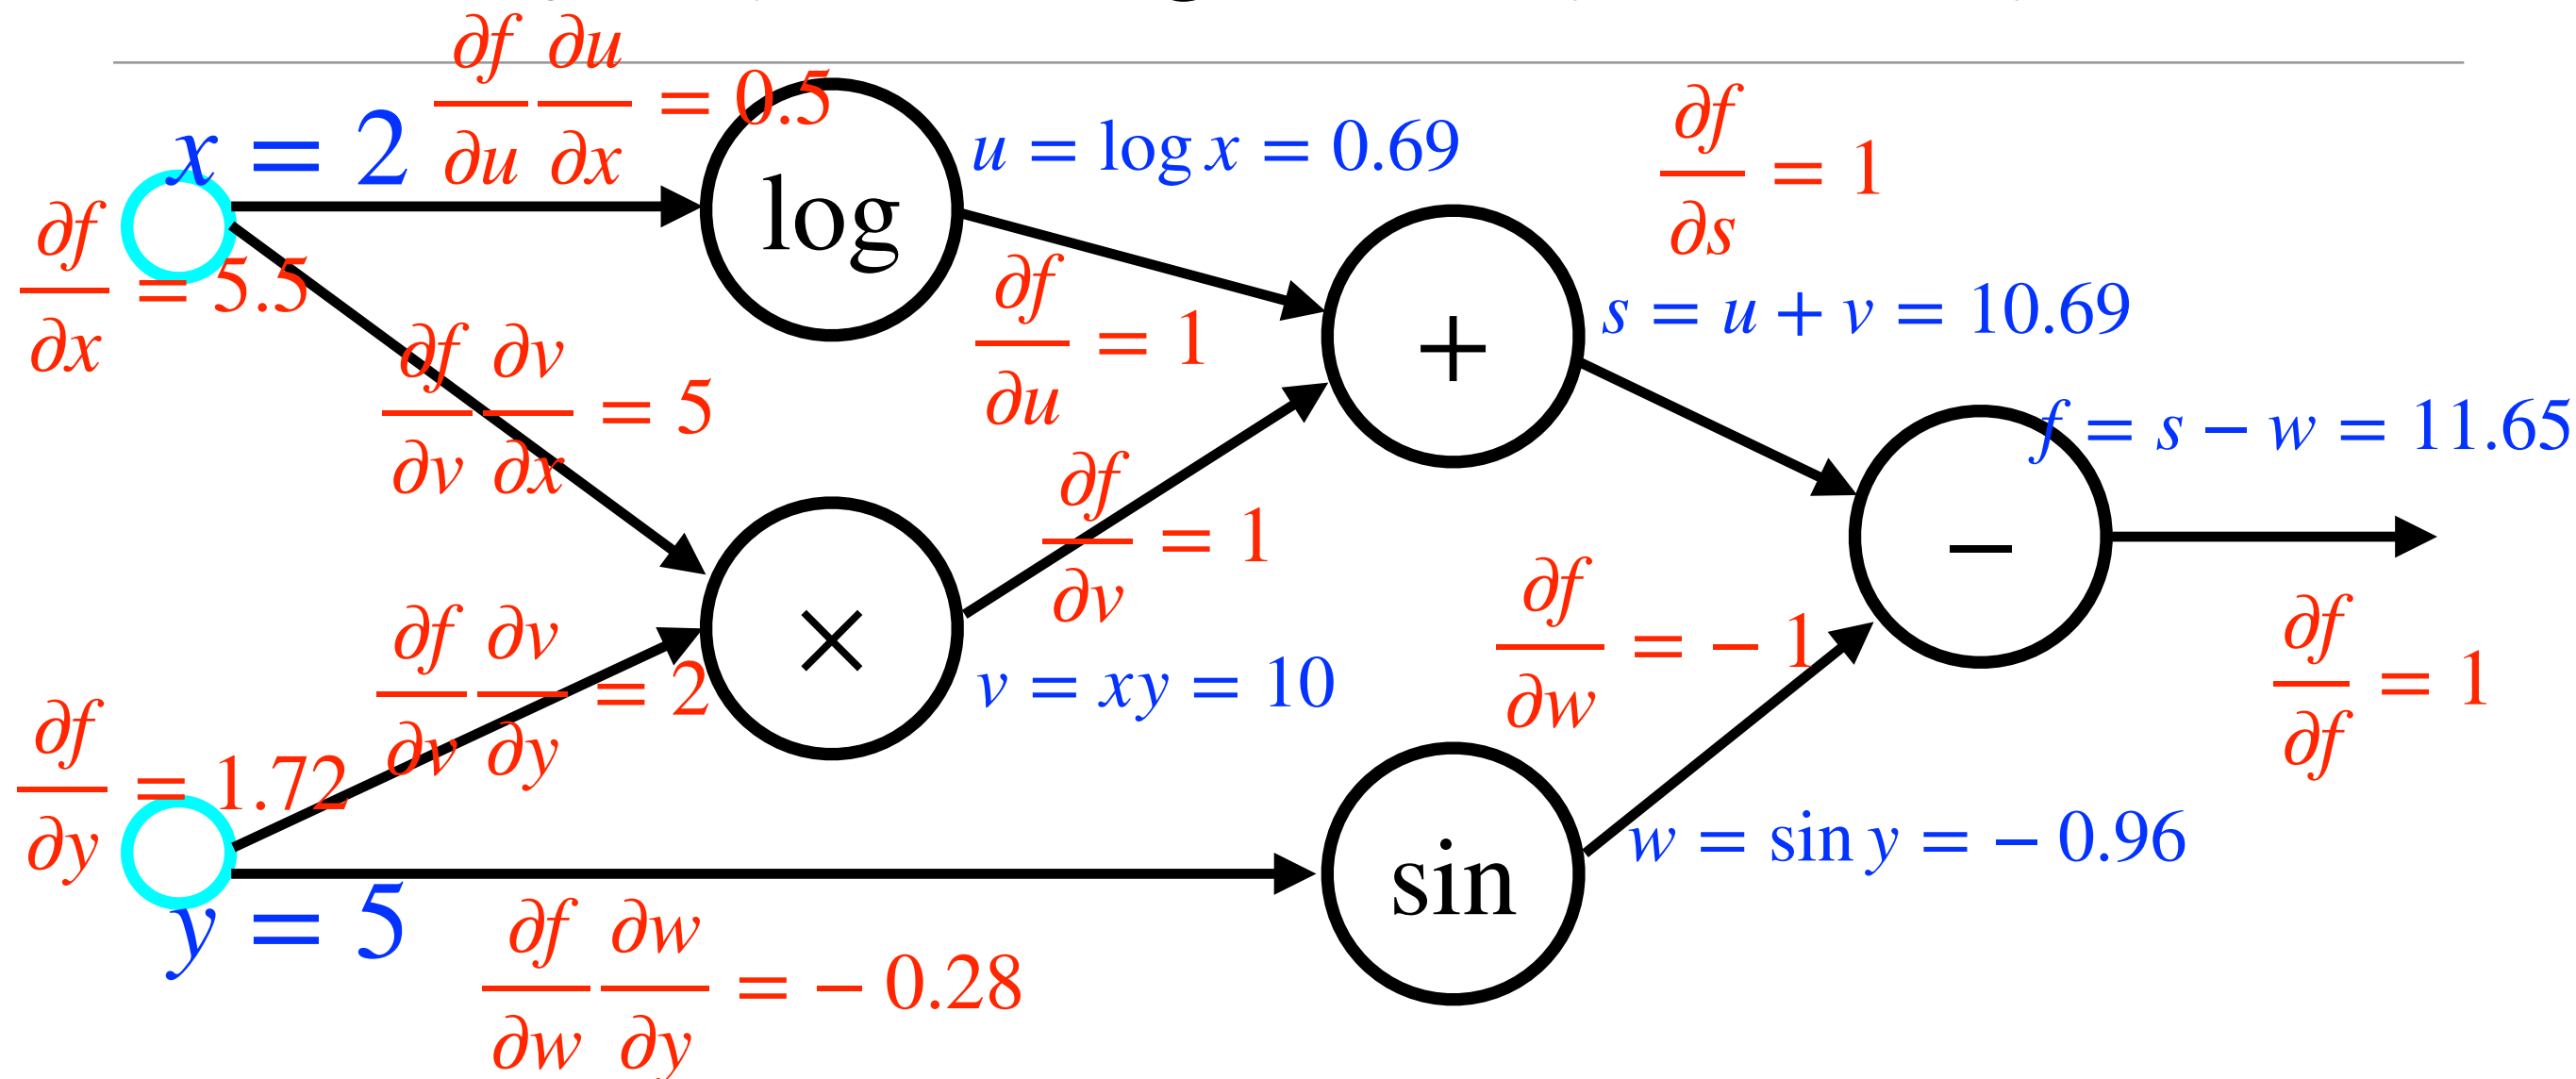 ∂f/∂u ∂u/∂x = 0.5
x = 2
log
u = log x = 0.69
∂f/∂s = 1
∂f/∂x = 5.5
∂f/∂u = 1
+
s = u + v = 10.69
∂f/∂v ∂v/∂x = 5
f = s − w = 11.65
∂f/∂v = 1
−
×
∂f/∂v ∂v/∂y = 2
v = xy = 10
∂f/∂w = − 1
∂f/∂f = 1
∂f/∂y = 1.72
sin
w = sin y = − 0.96
y = 5
∂f/∂w ∂w/∂y = − 0.28